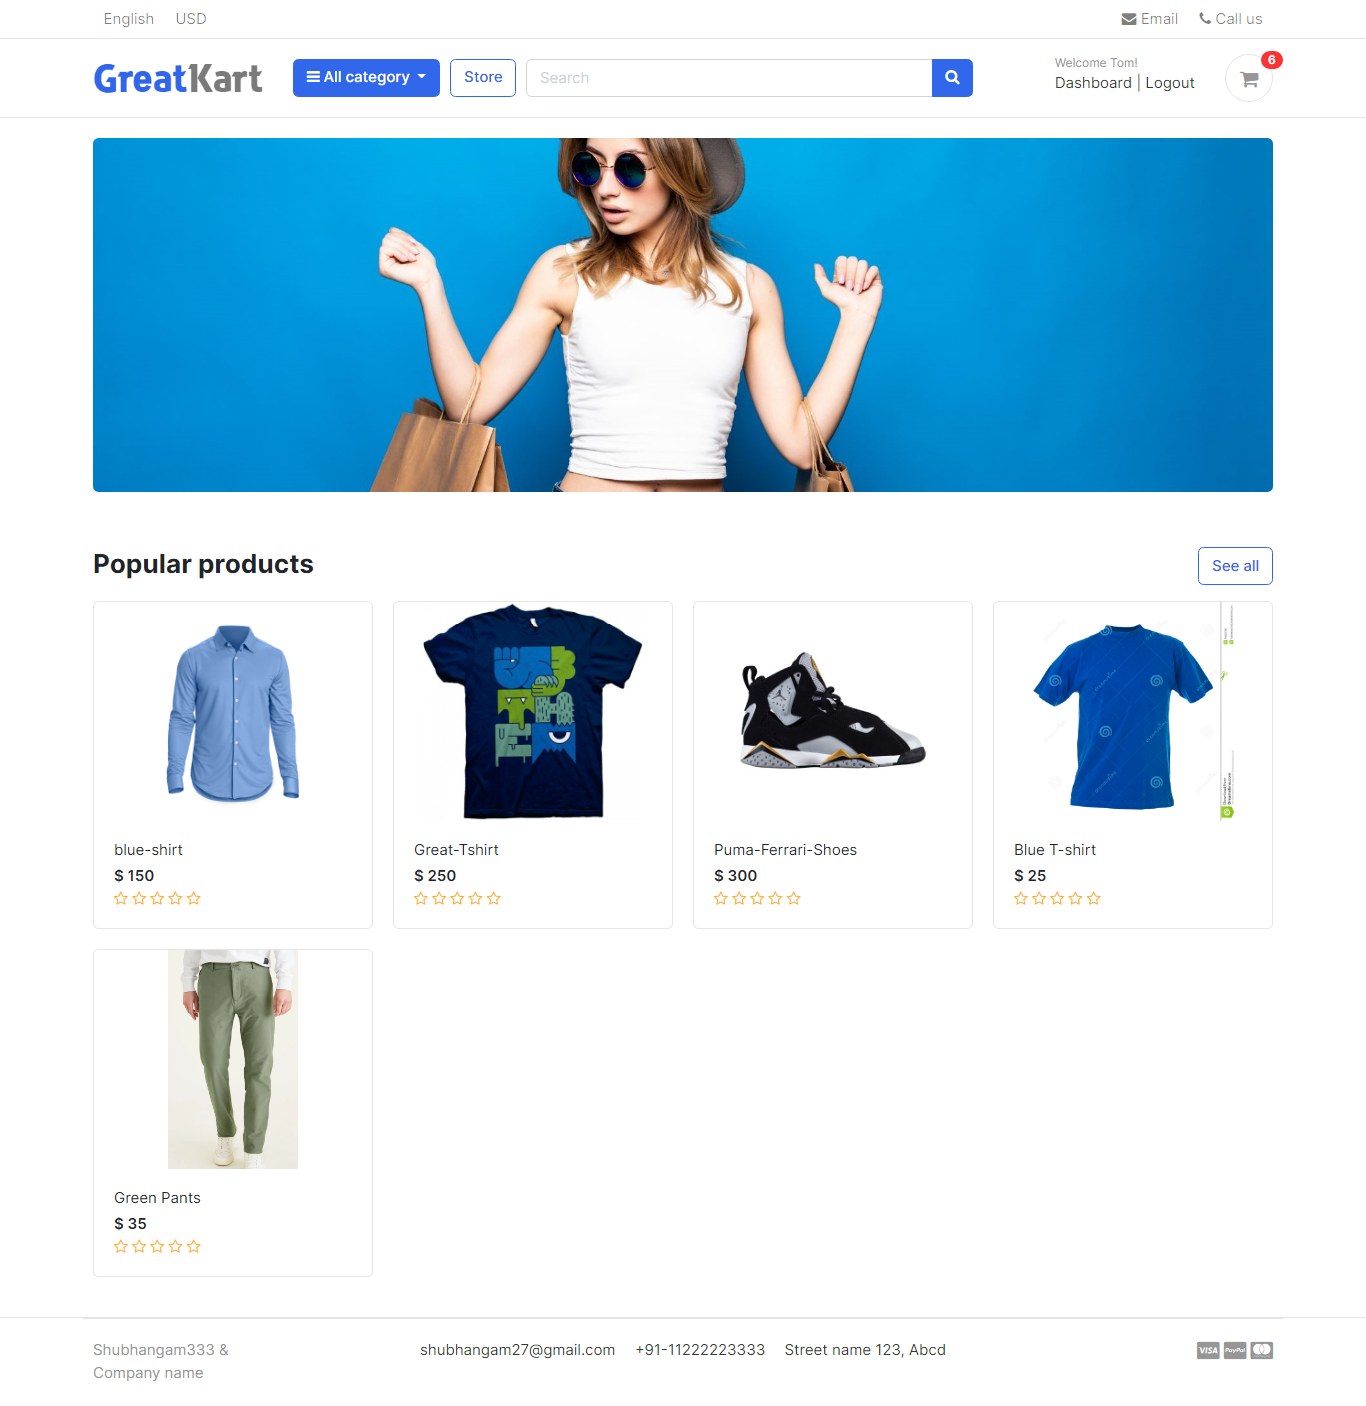 English USD Email Call us
GreatKart All category Store Search Welcome Tom! 6
Dashboard | Logout
Popular products See all
blue-shirt
$ 150
Great-Tshirt
$ 250
Puma-Ferrari-Shoes
$ 300
Blue T-shirt
$ 25
Green Pants
$ 35
Shubhangam333 &
Company name
shubhangam27@gmail.com +91-11222223333 Street name 123, Abcd
VISA PayPal